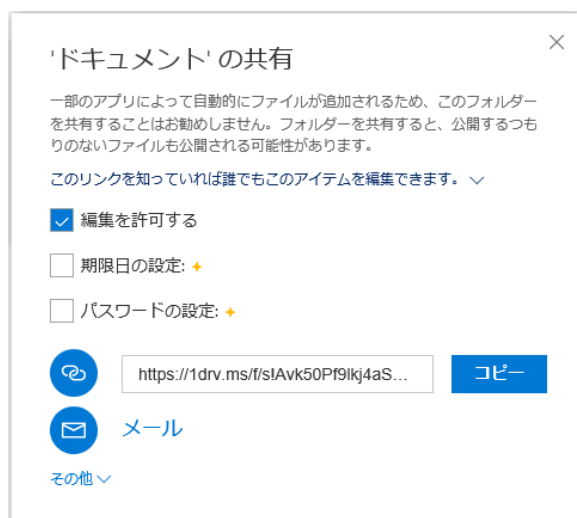 'ドキュメント' の共有
一部のアプリによって自動的にファイルが追加されるため、このフォルダー
を共有することはお勧めしません。フォルダーを共有すると、公開するつも
りのないファイルも公開される可能性があります。
このリンクを知っていれば誰でもこのアイテムを編集できます。
編集を許可する
期限日の設定:
パスワードの設定:
https://1drv.ms/f/s!Avk50Pf9lkj4aS... コピー
メール
その他